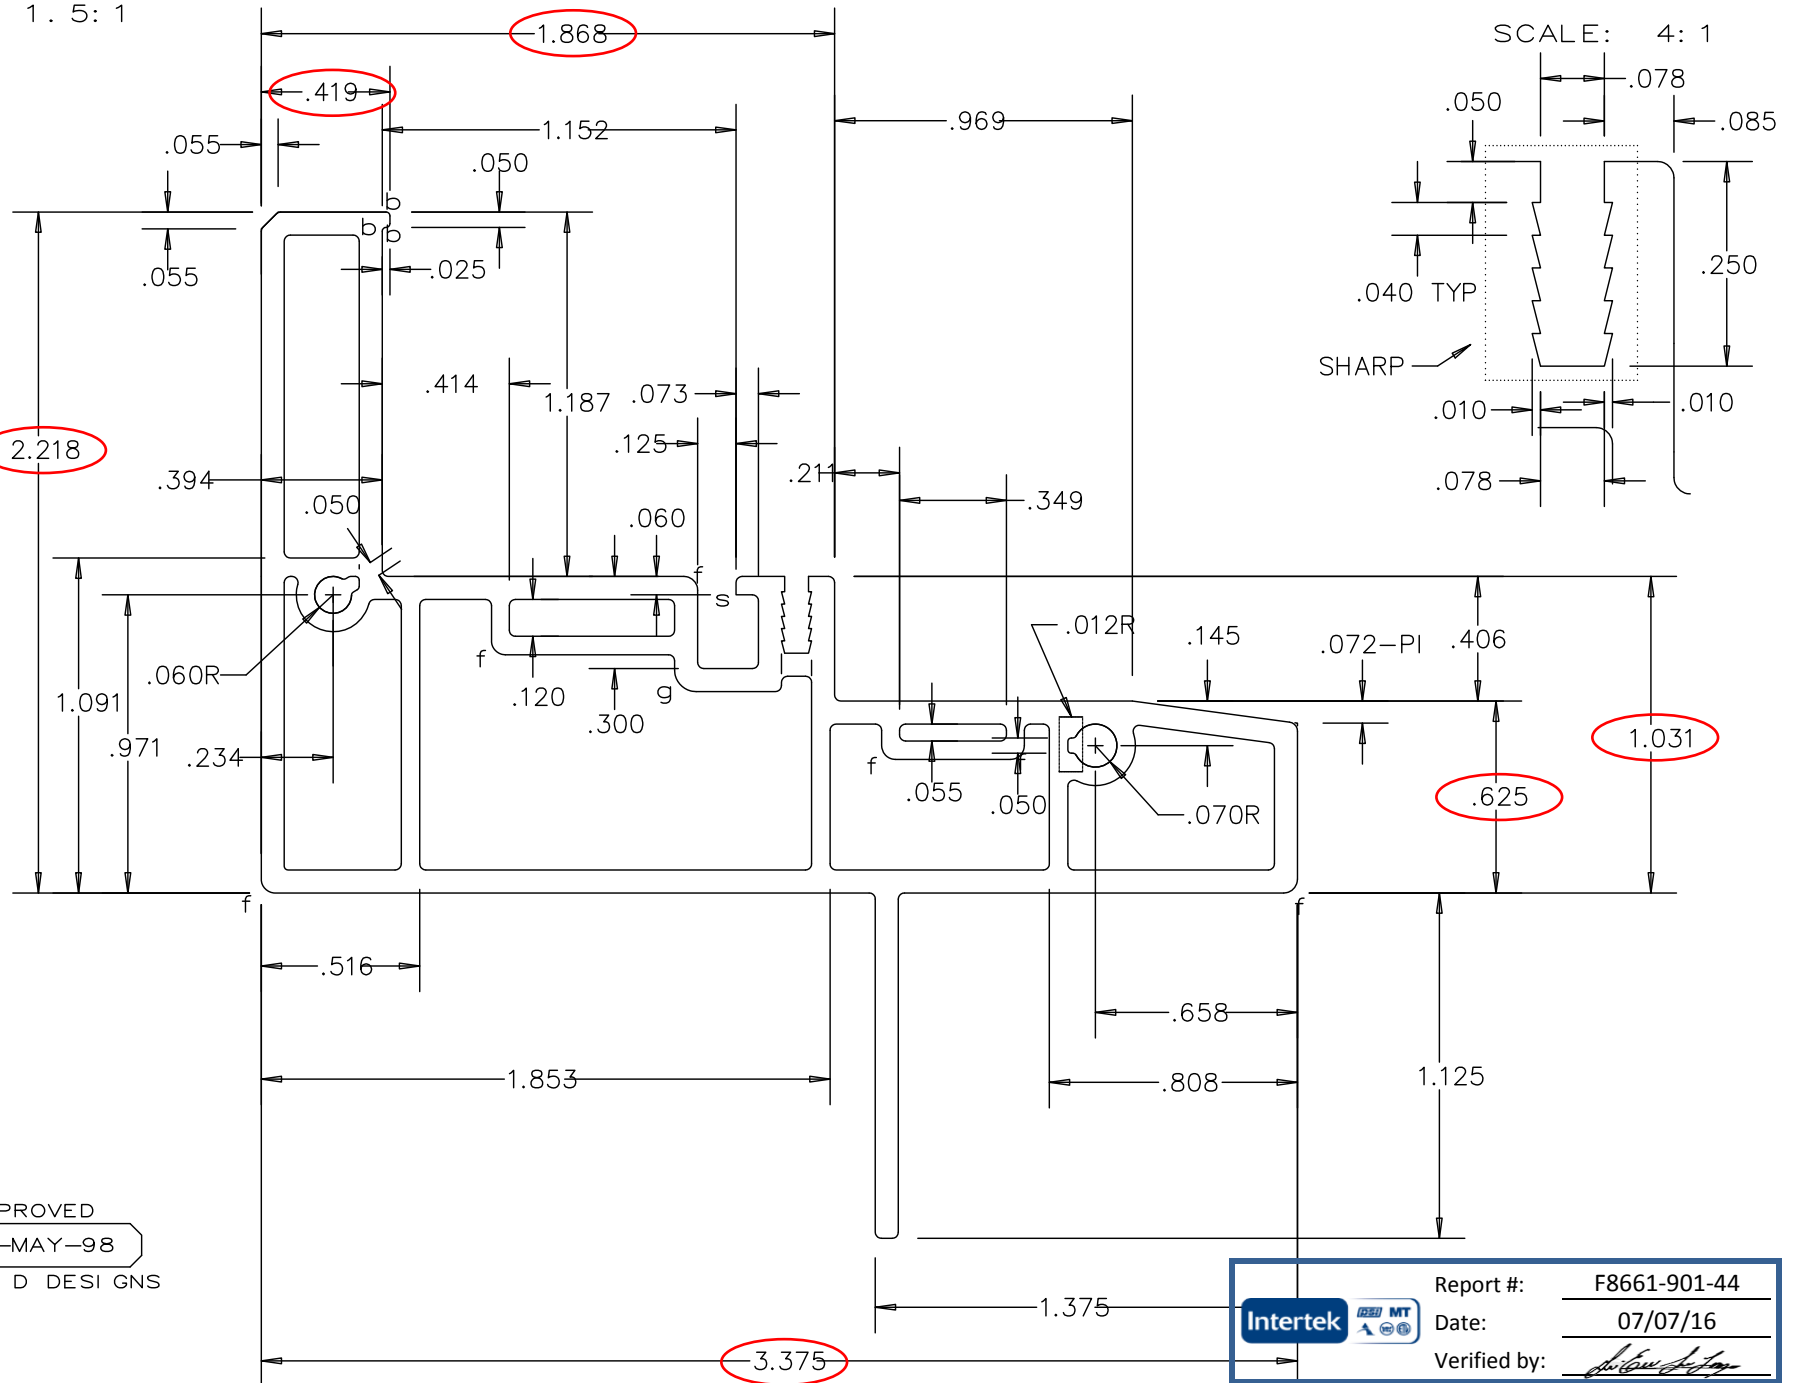 1.5:1
SCALE: 4:1
1.868
.078
.419
.050
.969
.085
1.152
.055
.050
b
b
b
.055
.025
.250
.040 TYP
SHARP
.414
1.187
.073
.010
.010
.125
2.218
.211
.078
.394
.349
.050
.060
f
s
.012R
.145
.072-PI
.406
f
.060R
g
.120
1.091
.300
.971
.234
1.031
f
f
.055
.050
.625
.070R
f
f
.516
.658
1.853
.808
1.125
PROVED
-MAY-98
D DESIGNS
1.375
3.375
Intertek
MT
Report #: F8661-901-44
Date: 07/07/16
Verified by: